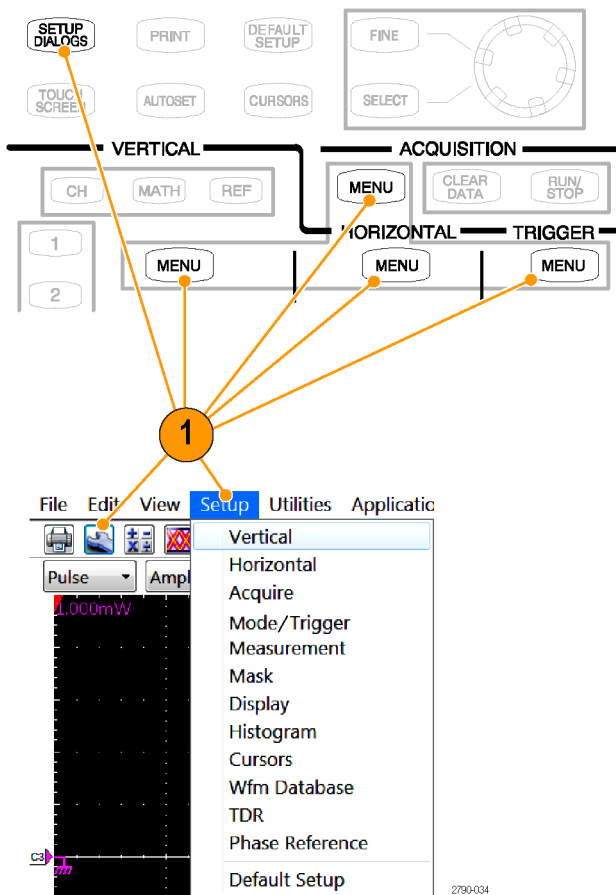 SETUP DIALOGS
PRINT
DEFAULT SETUP
FINE
TOUCH SCREEN
AUTOSET
CURSORS
SELECT
VERTICAL
ACQUISITION
CH
MATH
REF
MENU
CLEAR DATA
RUN/STOP
HORIZONTAL
TRIGGER
1
MENU
MENU
MENU
2
1
File Edit View Setup Utilities Applicatio
Vertical
Horizontal
Pulse
Ampl
Acquire
1.000mW
Mode/Trigger
Measurement
Mask
Display
Histogram
Cursors
Wfm Database
TDR
Phase Reference
C3
Default Setup
2790-034